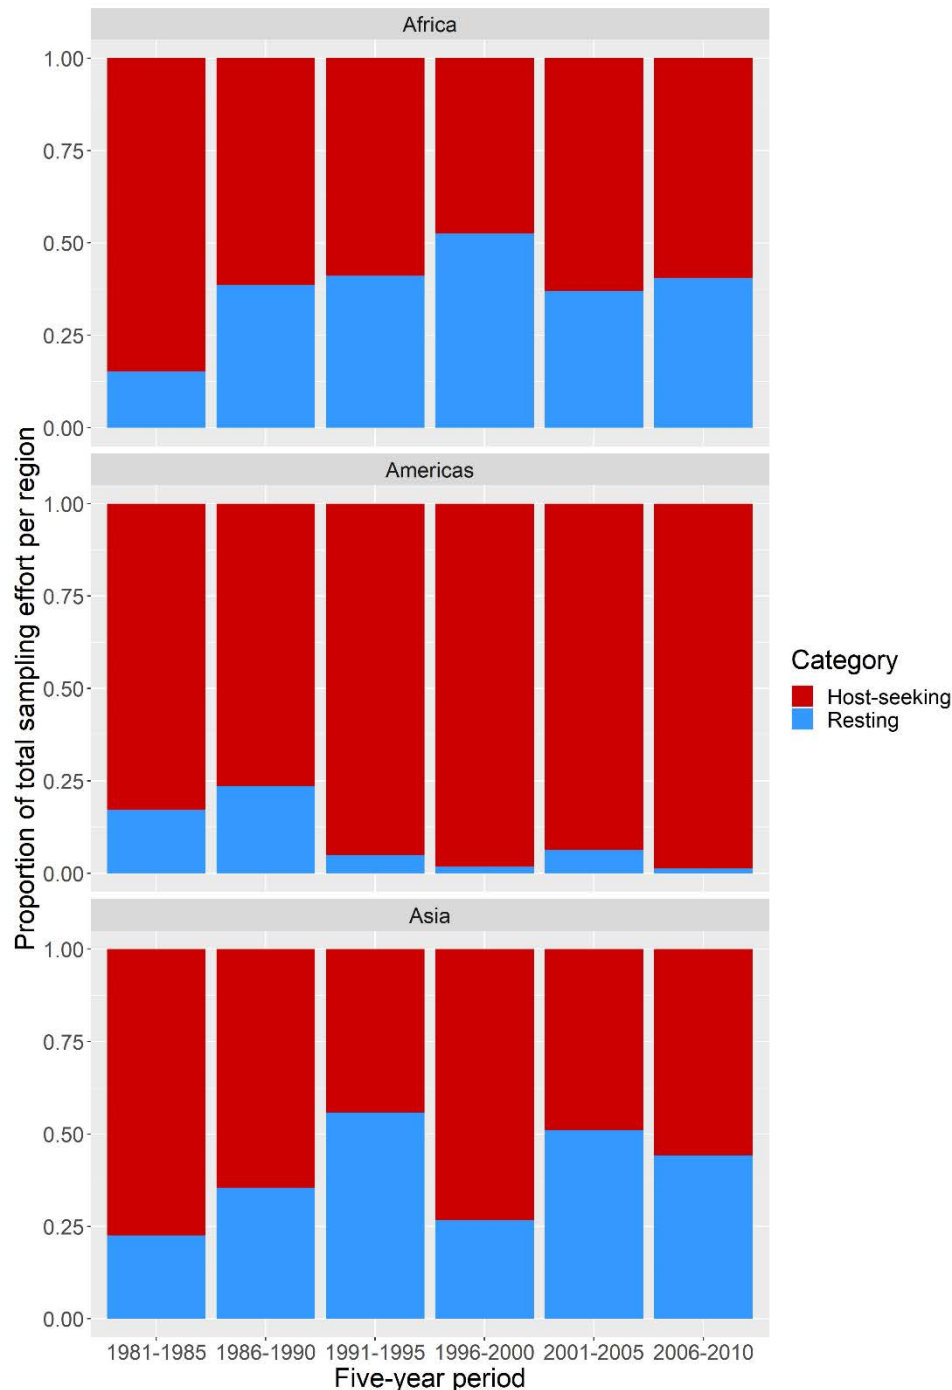 Africa
1.00
0.75
0.50
0.25
0.00
Americas
1.00
0.75
0.50
0.25
0.00
Asia
1.00
0.75
0.50
0.25
0.00
1981-1985 1986-1990 1991-1995 1996-2000 2001-2005 2006-2010
Five-year period
Proportion of total sampling effort per region
Category
Host-seeking
Resting